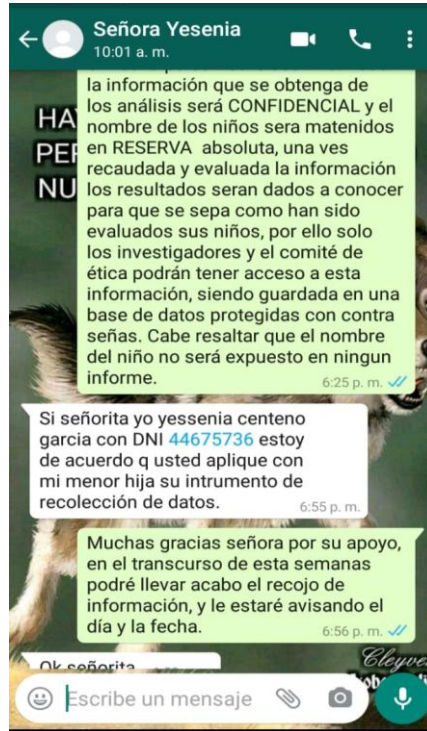 Señora Yesenia
10:01 a. m.
la información que se obtenga de
los análisis será CONFIDENCIAL y el
nombre de los niños sera matenidos
en RESERVA absoluta, una ves
recaudada y evaluada la información
los resultados seran dados a conocer
para que se sepa como han sido
evaluados sus niños, por ello solo
los investigadores y el comité de
ética podrán tener acceso a esta
información, siendo guardada en una
base de datos protegidas con contra
señas. Cabe resaltar que el nombre
del niño no será expuesto en ningun
informe.
6:25 p. m.
HA
PE
NU
Si señorita yo yessenia centeno
garcia con DNI 44675736 estoy
de acuerdo q usted aplique con
mi menor hija su intrumento de
recolección de datos.
6:55 p. m.
Muchas gracias señora por su apoyo,
en el transcurso de esta semanas
podré llevar acabo el recojo de
información, y le estaré avisando el
día y la fecha.
6:56 p. m.
Ok señorita
Escribe un mensaje